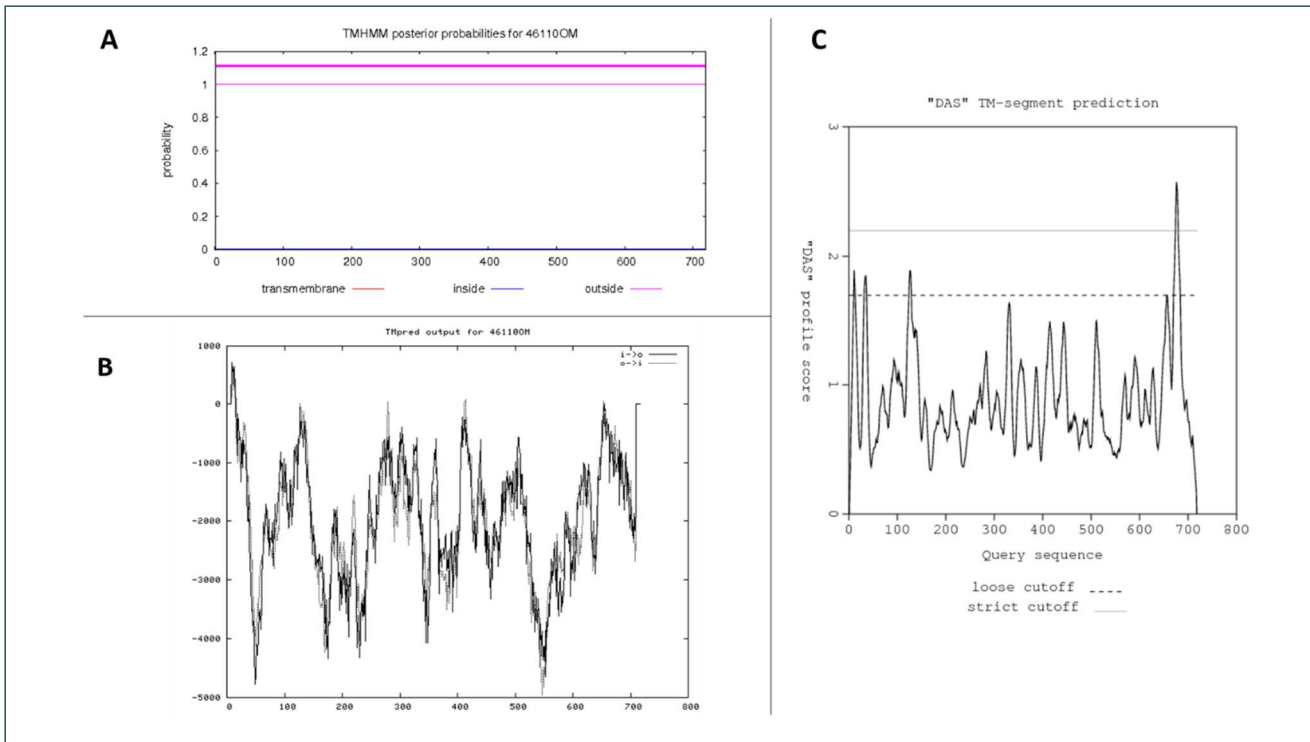 A
TMHMM posterior probabilities for 46110OM
1.2
1
0.8
0.6
0.4
0.2
0
probability
0 100 200 300 400 500 600 700
transmembrane inside outside
B
TMpred output for 46110OM
1000
0
-1000
-2000
-3000
-4000
-5000
i->o
o->i
0 100 200 300 400 500 600 700 800
C
"DAS" TM-segment prediction
3
2
1
0
"DAS" profile score
0 100 200 300 400 500 600 700 800
Query sequence
loose cutoff
strict cutoff